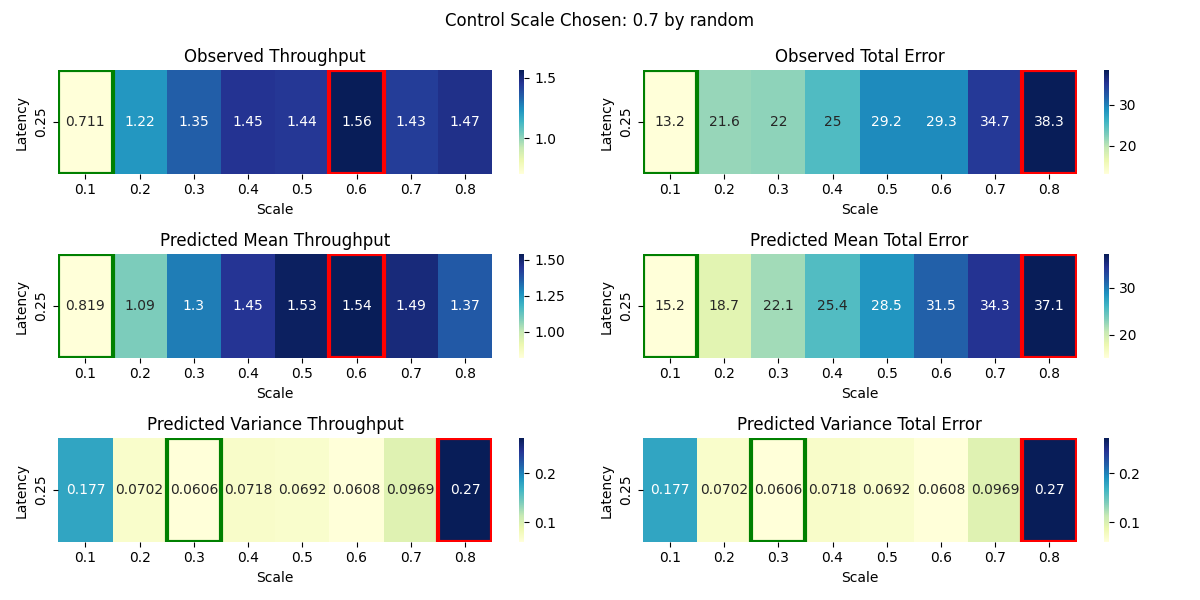 Control Scale Chosen: 0.7 by random
Observed Throughput
Latency
0.25
0.711 1.22 1.35 1.45 1.44 1.56 1.43 1.47
0.1 0.2 0.3 0.4 0.5 0.6 0.7 0.8
Scale
1.5
1.0
Observed Total Error
Latency
0.25
13.2 21.6 22 25 29.2 29.3 34.7 38.3
0.1 0.2 0.3 0.4 0.5 0.6 0.7 0.8
Scale
30
20
Predicted Mean Throughput
Latency
0.25
0.819 1.09 1.3 1.45 1.53 1.54 1.49 1.37
0.1 0.2 0.3 0.4 0.5 0.6 0.7 0.8
Scale
1.50
1.25
1.00
Predicted Mean Total Error
Latency
0.25
15.2 18.7 22.1 25.4 28.5 31.5 34.3 37.1
0.1 0.2 0.3 0.4 0.5 0.6 0.7 0.8
Scale
30
20
Predicted Variance Throughput
Latency
0.25
0.177 0.0702 0.0606 0.0718 0.0692 0.0608 0.0969 0.27
0.1 0.2 0.3 0.4 0.5 0.6 0.7 0.8
Scale
0.2
0.1
Predicted Variance Total Error
Latency
0.25
0.177 0.0702 0.0606 0.0718 0.0692 0.0608 0.0969 0.27
0.1 0.2 0.3 0.4 0.5 0.6 0.7 0.8
Scale
0.2
0.1